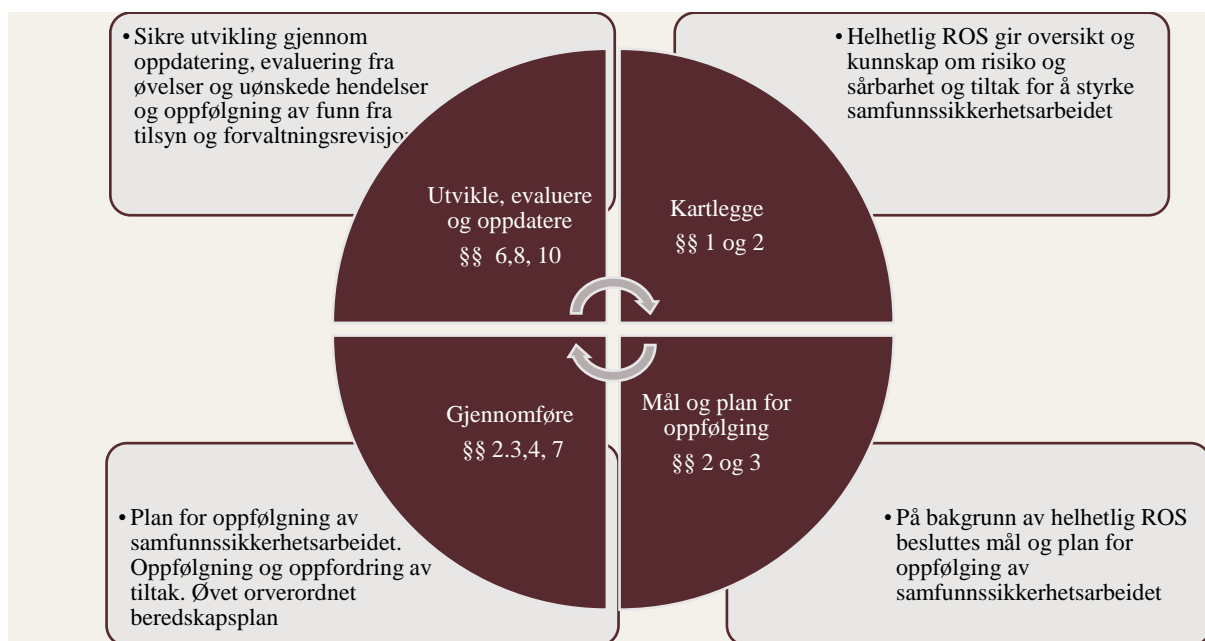 • Sikre utvikling gjennom
oppdatering, evaluering fra
øvelser og uønskede hendelser
og oppfølgning av funn fra
tilsyn og forvaltningsrevisjo
• Helhetlig ROS gir oversikt og
kunnskap om risiko og
sårbarhet og tiltak for å styrke
samfunnssikkerhetsarbeidet
Utvikle, evaluere
og oppdatere
§§ 6,8, 10
Kartlegge
§§ 1 og 2
Gjennomføre
§§ 2.3,4, 7
Mål og plan for
oppfølging
§§ 2 og 3
• Plan for oppfølgning av
samfunnssikkerhetsarbeidet.
Oppfølgning og oppfordring av
tiltak. Øvet orverordnet
beredskapsplan
• På bakgrunn av helhetlig ROS
besluttes mål og plan for
oppfølging av
samfunnssikkerhetsarbeidet